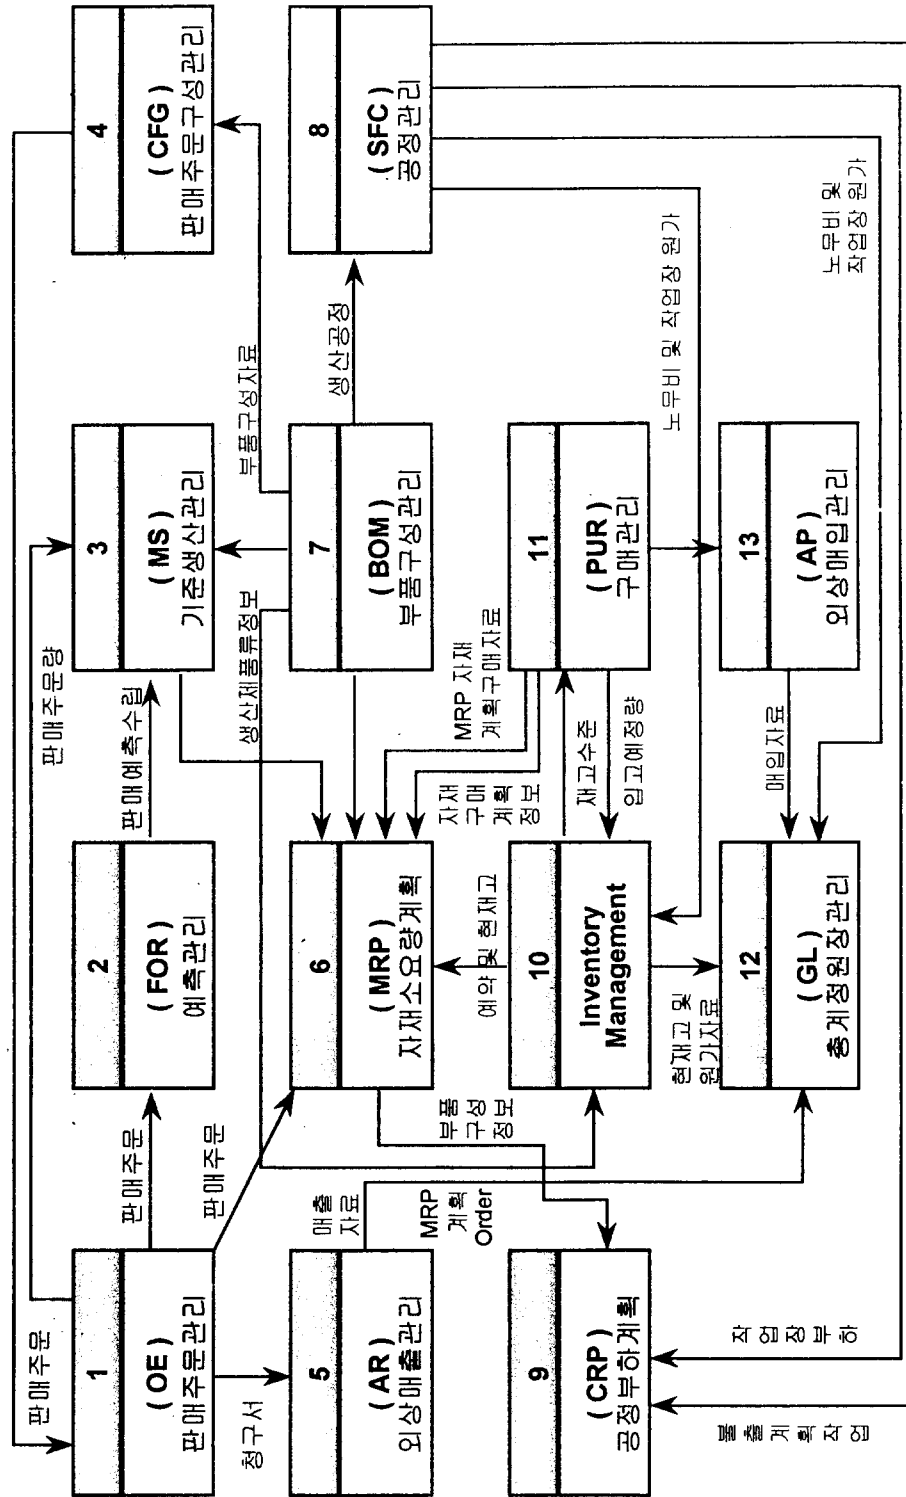 판매주문
1
(OE)
판매주문관리
판매주문
2
(FOR)
예측관리
판매예측수립
3
(MS)
기준생산관리
판매주문량
4
(CFG)
판매주문구성관리
청구서
판매주문
생산제품류정보
부품구성자료
5
(AR)
외상매출관리
매출
자료
6
(MRP)
자재소요량계획
7
(BOM)
부품구성관리
생산공정
8
(SFC)
공정관리
부품
구성
정보
MRP
계획
Order
예약 및 현재고
자재
구매
계획
정보
MRP 자재
계획구매자료
9
(CRP)
공정부하계획
10
Inventory
Management
재고수준
입고예정량
11
(PUR)
구매관리
노무비 및 작업장 원가
현재고 및
원가자료
12
(GL)
총계정원장관리
매입자료
13
(AP)
외상매입관리
노무비 및
작업장 원가
작업장부하
불출계획작업